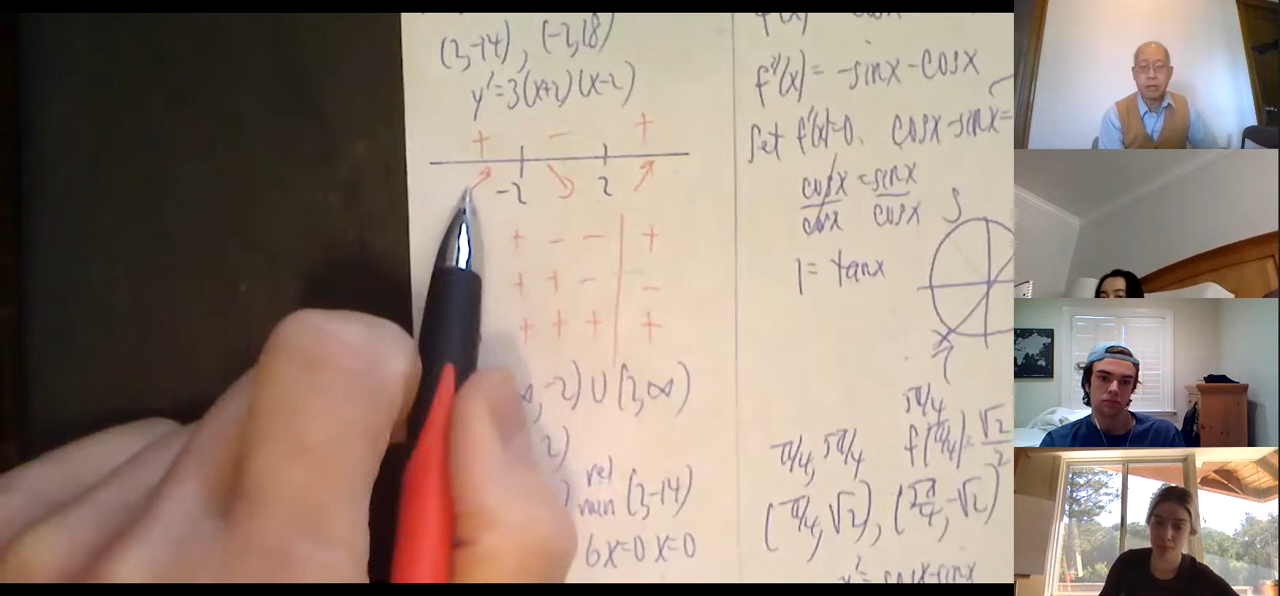 (2,-14), (-2,18)
y'=3(x+2)(x-2)
+ - +
-2 2
+ - - +
+ + - -
+ + + +
,-2) ∪ (2,∞)
2)
rel
) min (2,-14)
6x=0 x=0
f''(x) = -sinx-cosx
Set f'(x)=0. cosx-sinx=
cosx = sinx
cosx cosx
1 = tanx
S
5π/4
π/4, 5π/4 f(π/4)=√2/2
(π/4, √2), (5π/4, -√2)
y'= cosx-sinx